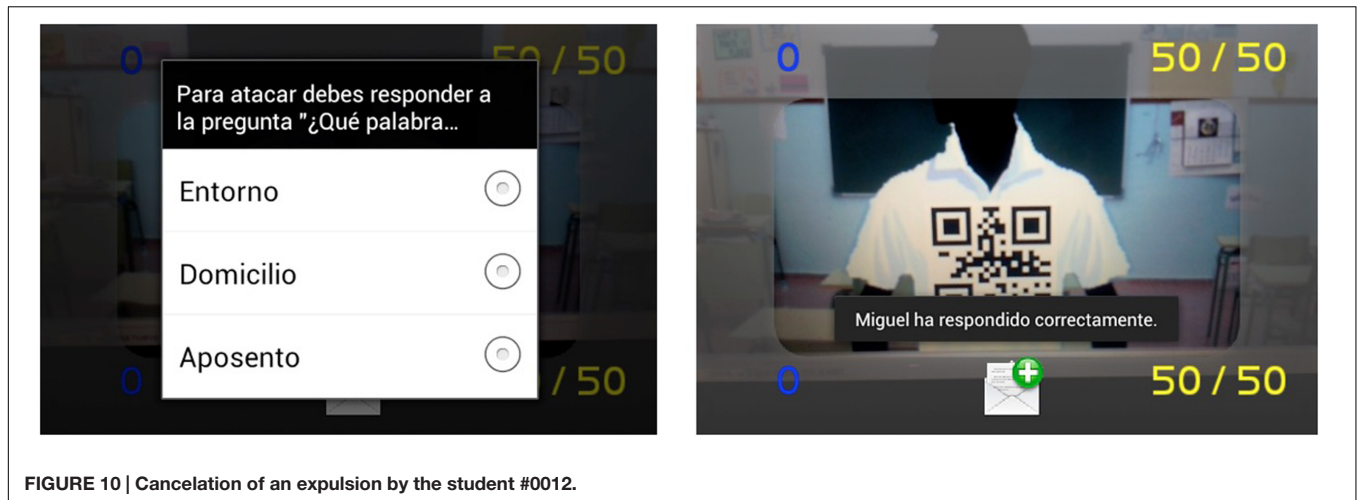 0
50 / 50
Para atacar debes responder a
la pregunta "¿Qué palabra...
Entorno
Domicilio
Aposento
0
/ 50
0
50 / 50
Miguel ha respondido correctamente.
0
50 / 50
FIGURE 10 | Cancelation of an expulsion by the student #0012.